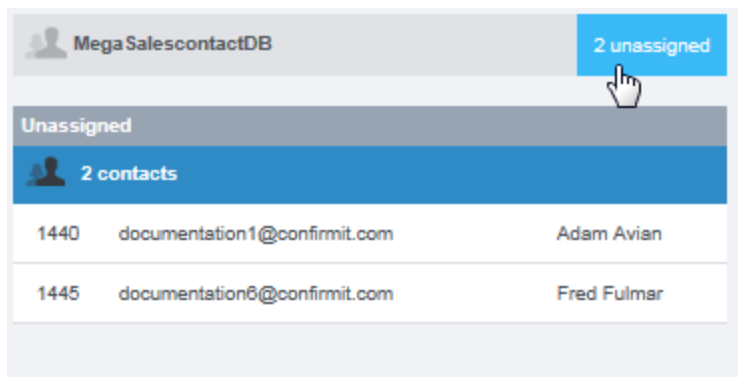 MegaSalescontactDB 2 unassigned
Unassigned
2 contacts
1440 documentation1@confirmit.com Adam Avian
1445 documentation6@confirmit.com Fred Fulmar